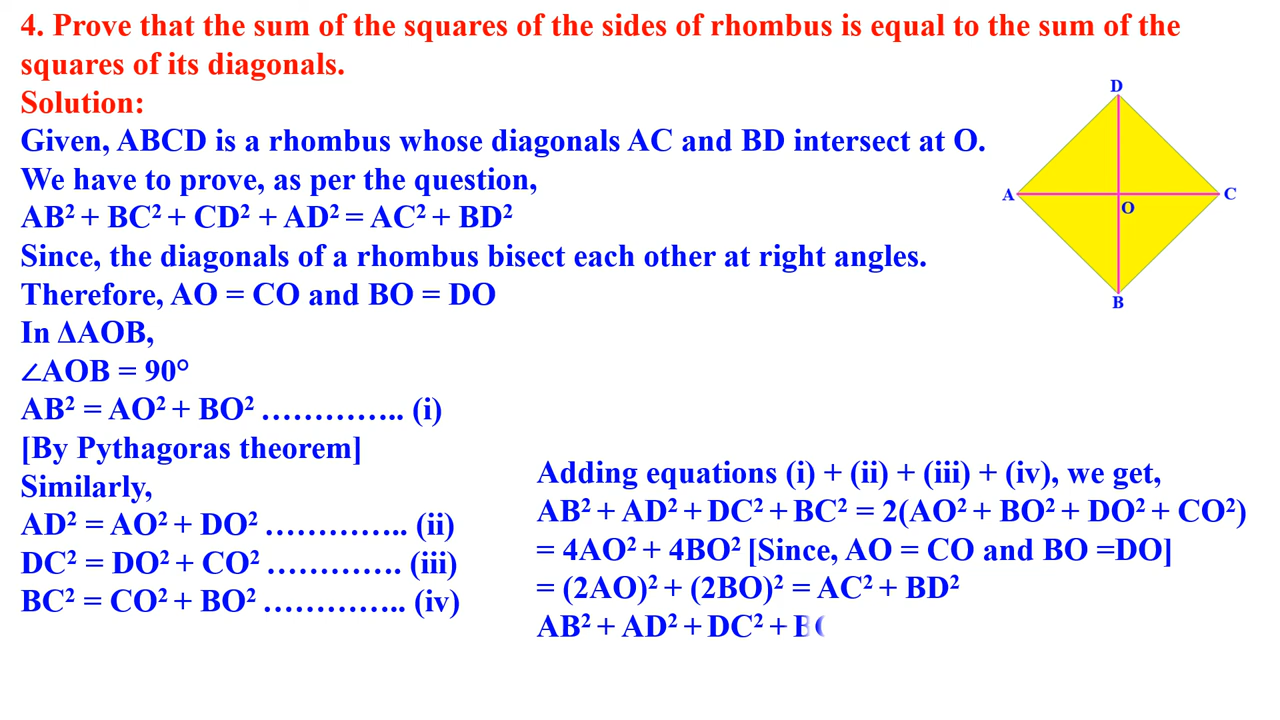 4. Prove that the sum of the squares of the sides of rhombus is equal to the sum of the
squares of its diagonals.
Solution:
Given, ABCD is a rhombus whose diagonals AC and BD intersect at O.
We have to prove, as per the question,
AB² + BC² + CD² + AD² = AC² + BD²
Since, the diagonals of a rhombus bisect each other at right angles.
Therefore, AO = CO and BO = DO
In ΔAOB,
∠AOB = 90°
AB² = AO² + BO² ………….. (i)
[By Pythagoras theorem]
Similarly,
AD² = AO² + DO² ………….. (ii)
DC² = DO² + CO² …………. (iii)
BC² = CO² + BO² ………….. (iv)
Adding equations (i) + (ii) + (iii) + (iv), we get,
AB² + AD² + DC² + BC² = 2(AO² + BO² + DO² + CO²)
= 4AO² + 4BO² [Since, AO = CO and BO =DO]
= (2AO)² + (2BO)² = AC² + BD²
AB² + AD² + DC² +
D
A
C
O
B